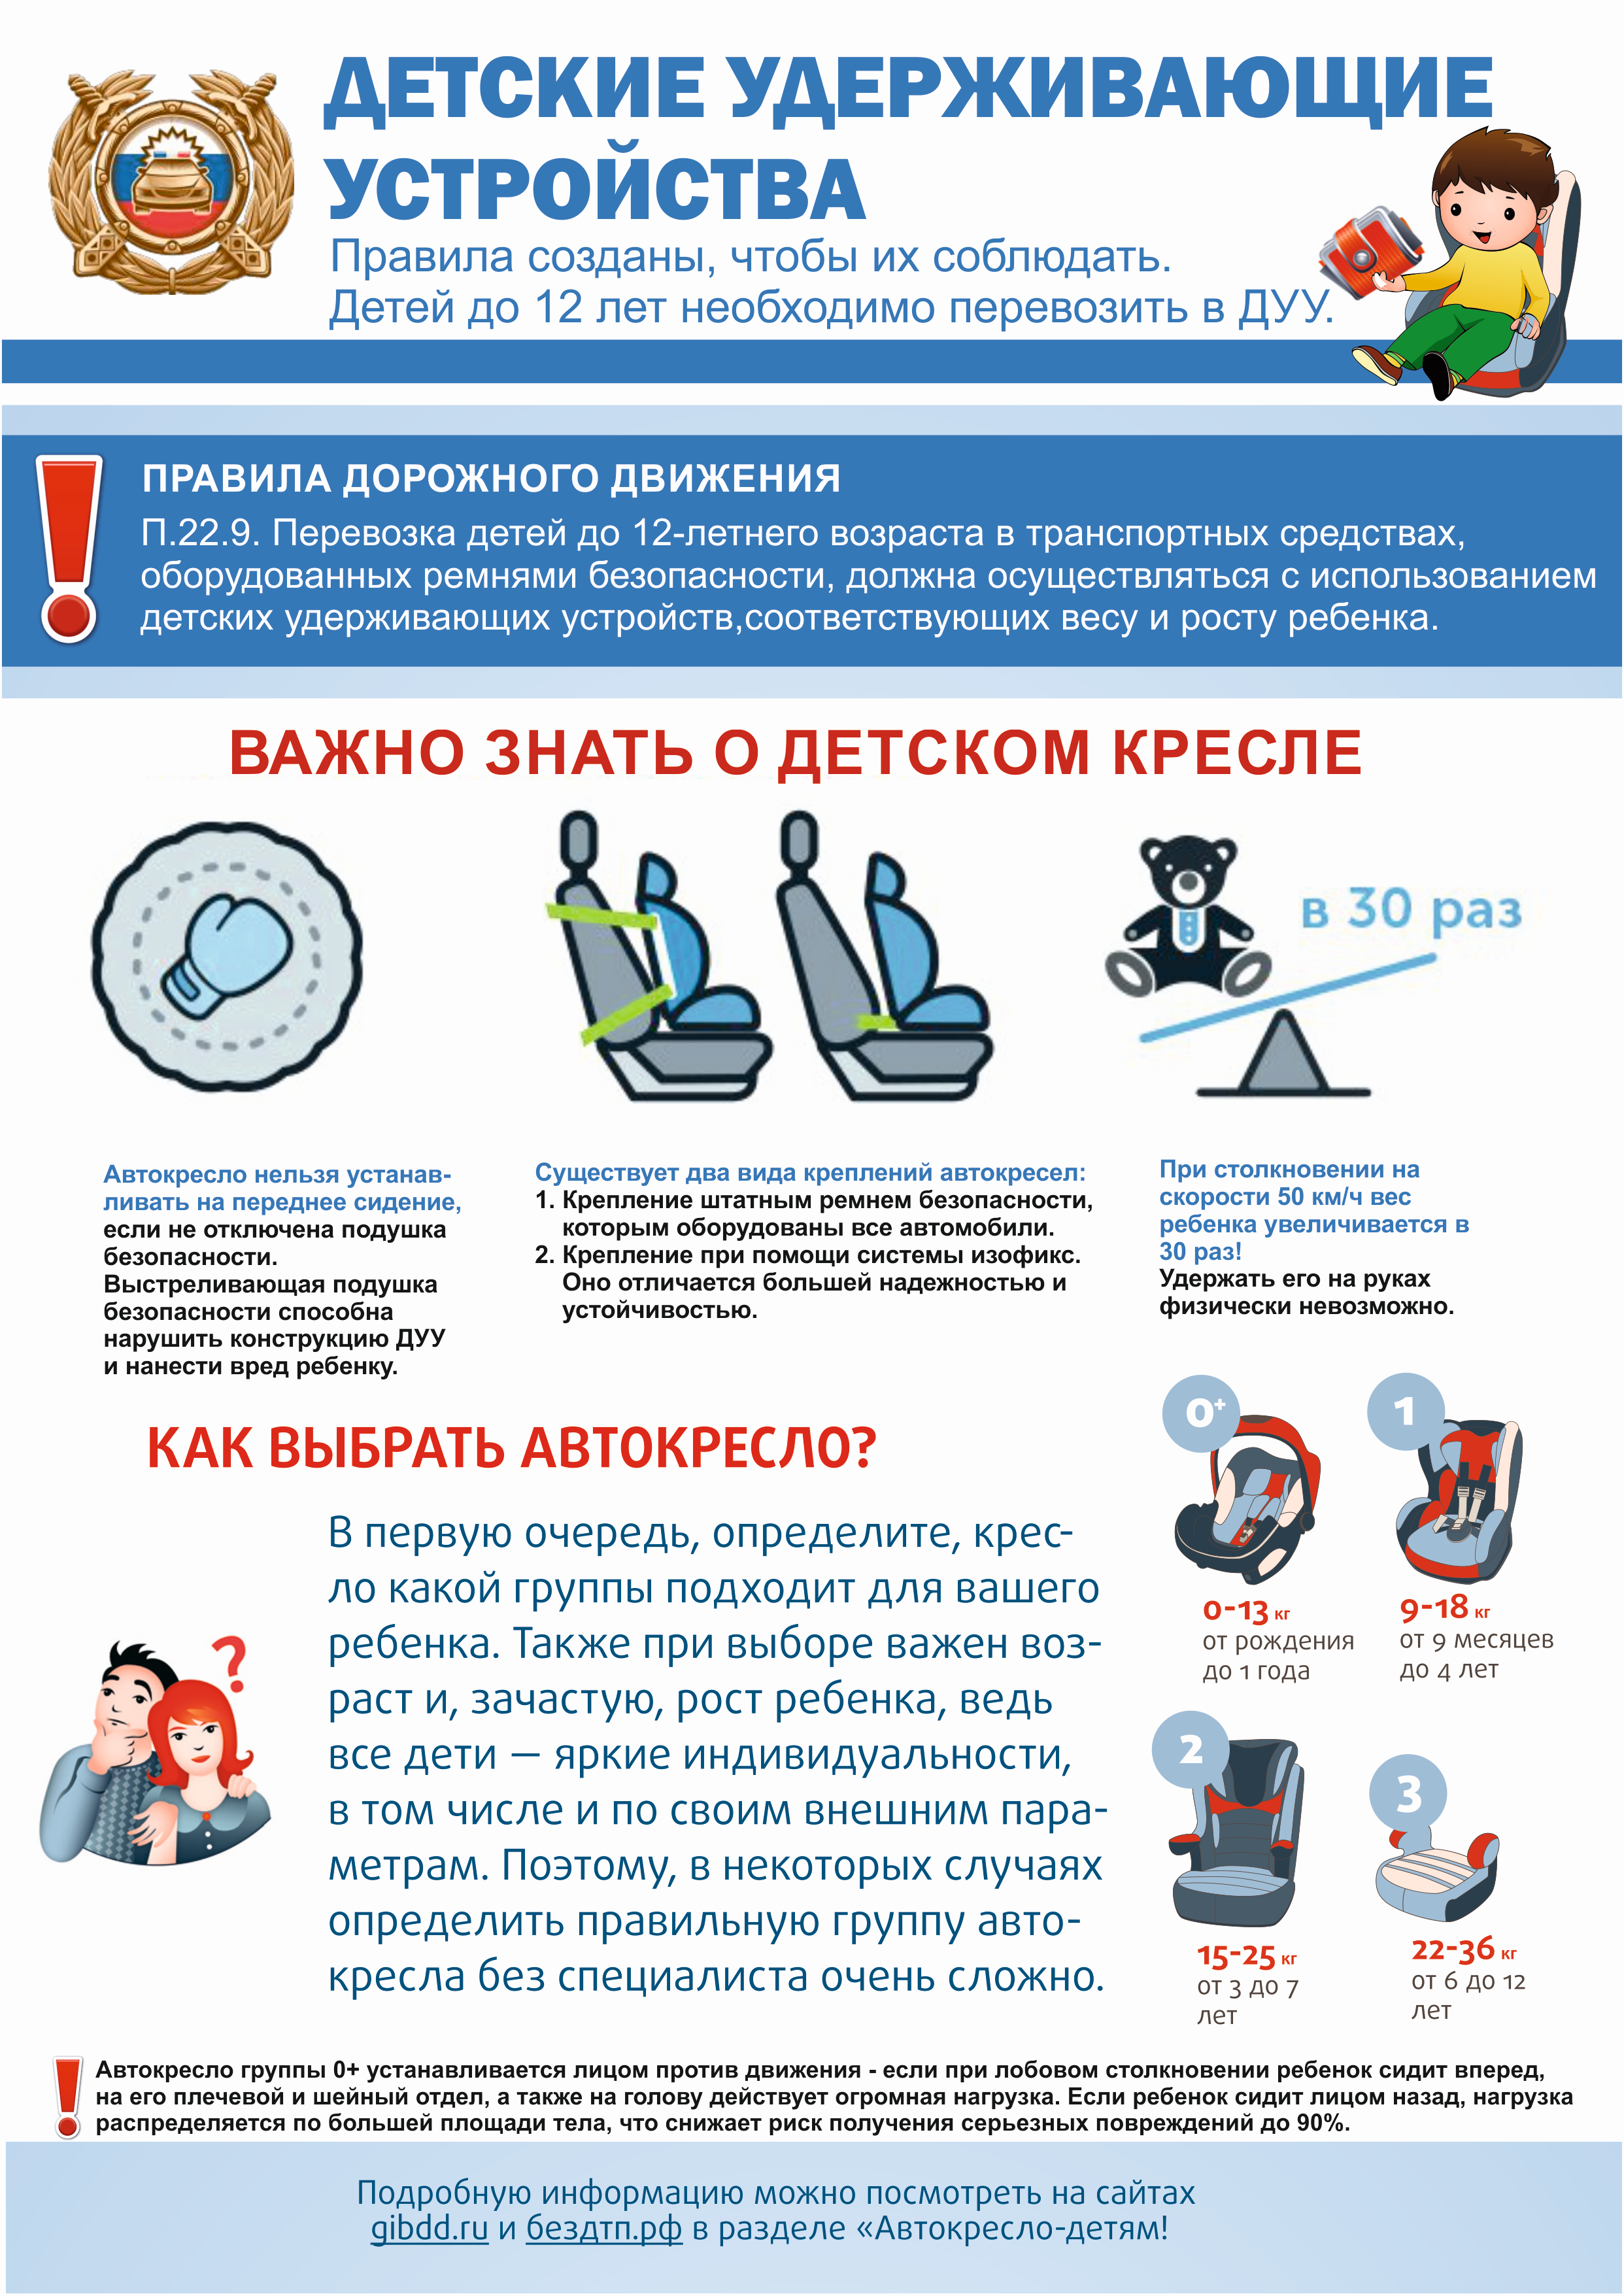 ДЕТСКИЕ УДЕРЖИВАЮЩИЕ
УСТРОЙСТВА
Правила созданы, чтобы их соблюдать.
Детей до 12 лет необходимо перевозить в ДУУ.
ПРАВИЛА ДОРОЖНОГО ДВИЖЕНИЯ
П.22.9. Перевозка детей до 12-летнего возраста в транспортных средствах,
оборудованных ремнями безопасности, должна осуществляться с использованием
детских удерживающих устройств,соответствующих весу и росту ребенка.
ВАЖНО ЗНАТЬ О ДЕТСКОМ КРЕСЛЕ
в 30 раз
Автокресло нельзя устанав-
ливать на переднее сидение,
если не отключена подушка
безопасности.
Выстреливающая подушка
безопасности способна
нарушить конструкцию ДУУ
и нанести вред ребенку.
Существует два вида креплений автокресел:
1. Крепление штатным ремнем безопасности,
которым оборудованы все автомобили.
2. Крепление при помощи системы изофикс.
Оно отличается большей надежностью и
устойчивостью.
При столкновении на
скорости 50 км/ч вес
ребенка увеличивается в
30 раз!
Удержать его на руках
физически невозможно.
КАК ВЫБРАТЬ АВТОКРЕСЛО?
В первую очередь, определите, крес-
ло какой группы подходит для вашего
ребенка. Также при выборе важен воз-
раст и, зачастую, рост ребенка, ведь
все дети — яркие индивидуальности,
в том числе и по своим внешним пара-
метрам. Поэтому, в некоторых случаях
определить правильную группу авто-
кресла без специалиста очень сложно.
?
0+
0-13 кг
от рождения
до 1 года
1
9-18 кг
от 9 месяцев
до 4 лет
2
15-25 кг
от 3 до 7
лет
3
22-36 кг
от 6 до 12
лет
Автокресло группы 0+ устанавливается лицом против движения - если при лобовом столкновении ребенок сидит вперед,
на его плечевой и шейный отдел, а также на голову действует огромная нагрузка. Если ребенок сидит лицом назад, нагрузка
распределяется по большей площади тела, что снижает риск получения серьезных повреждений до 90%.
Подробную информацию можно посмотреть на сайтах
gibdd.ru и бездтп.рф в разделе «Автокресло-детям!